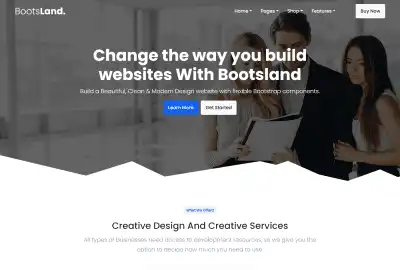 BootsLand.
Home Pages Shop Features Buy Now
Change the way you build
websites With Bootsland
Build a Beautiful, Clean & Modern Design website with flexible Bootstrap components.
Learn More Get Started
What We Offer?
Creative Design And Creative Services
All types of businesses need access to development resources, so we give you the
option to decide how much you need to use.